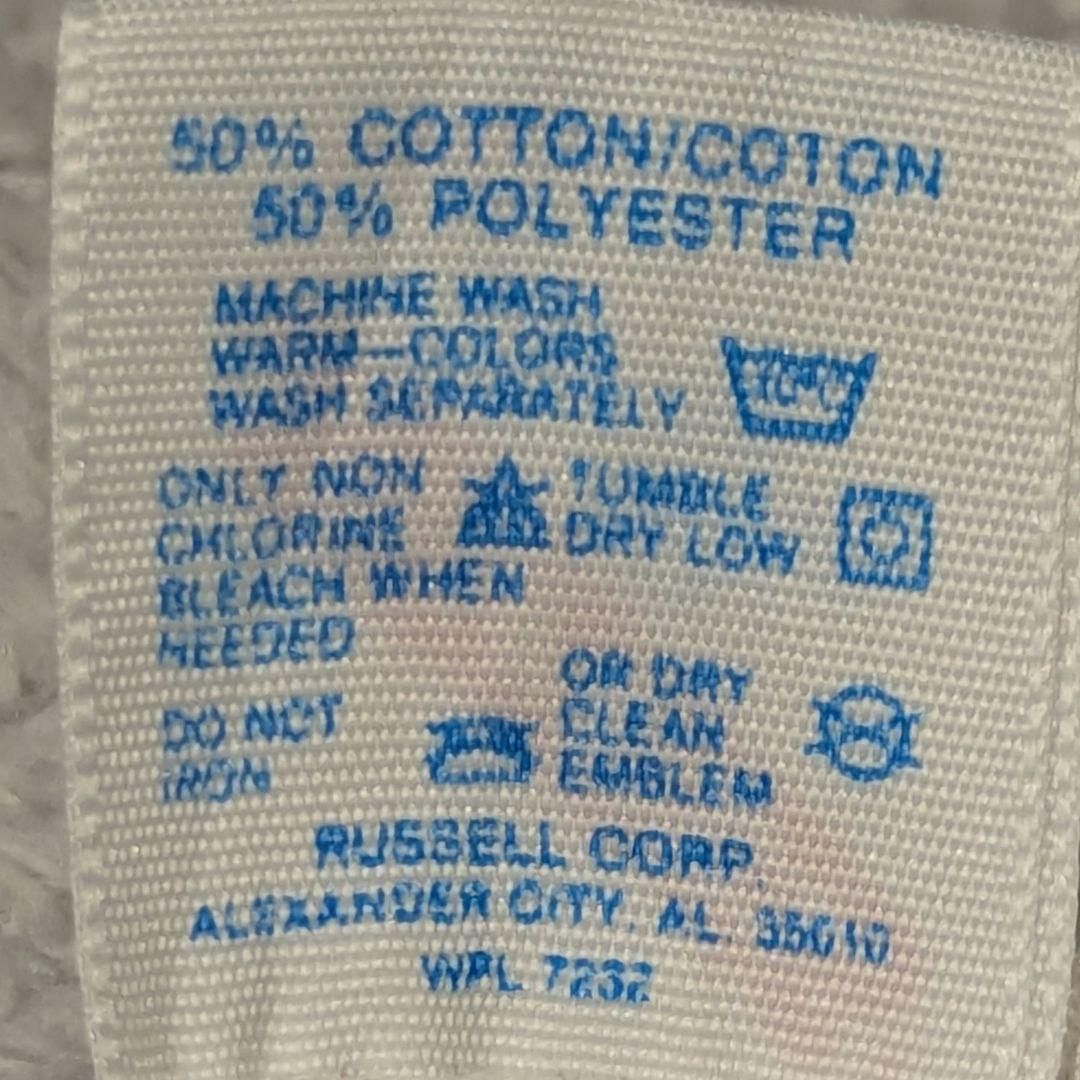 50% COTTON/COTON
50% POLYESTER
MACHINE WASH
WARM—COLORS
WASH SEPARATELY
ONLY NON
CHLORINE
BLEACH WHEN
NEEDED
TUMBLE
DRY LOW
DO NOT
IRON
OR DRY
CLEAN
EMBLEM
RUSSELL CORP.
ALEXANDER CITY, AL. 35010
WPL 7232